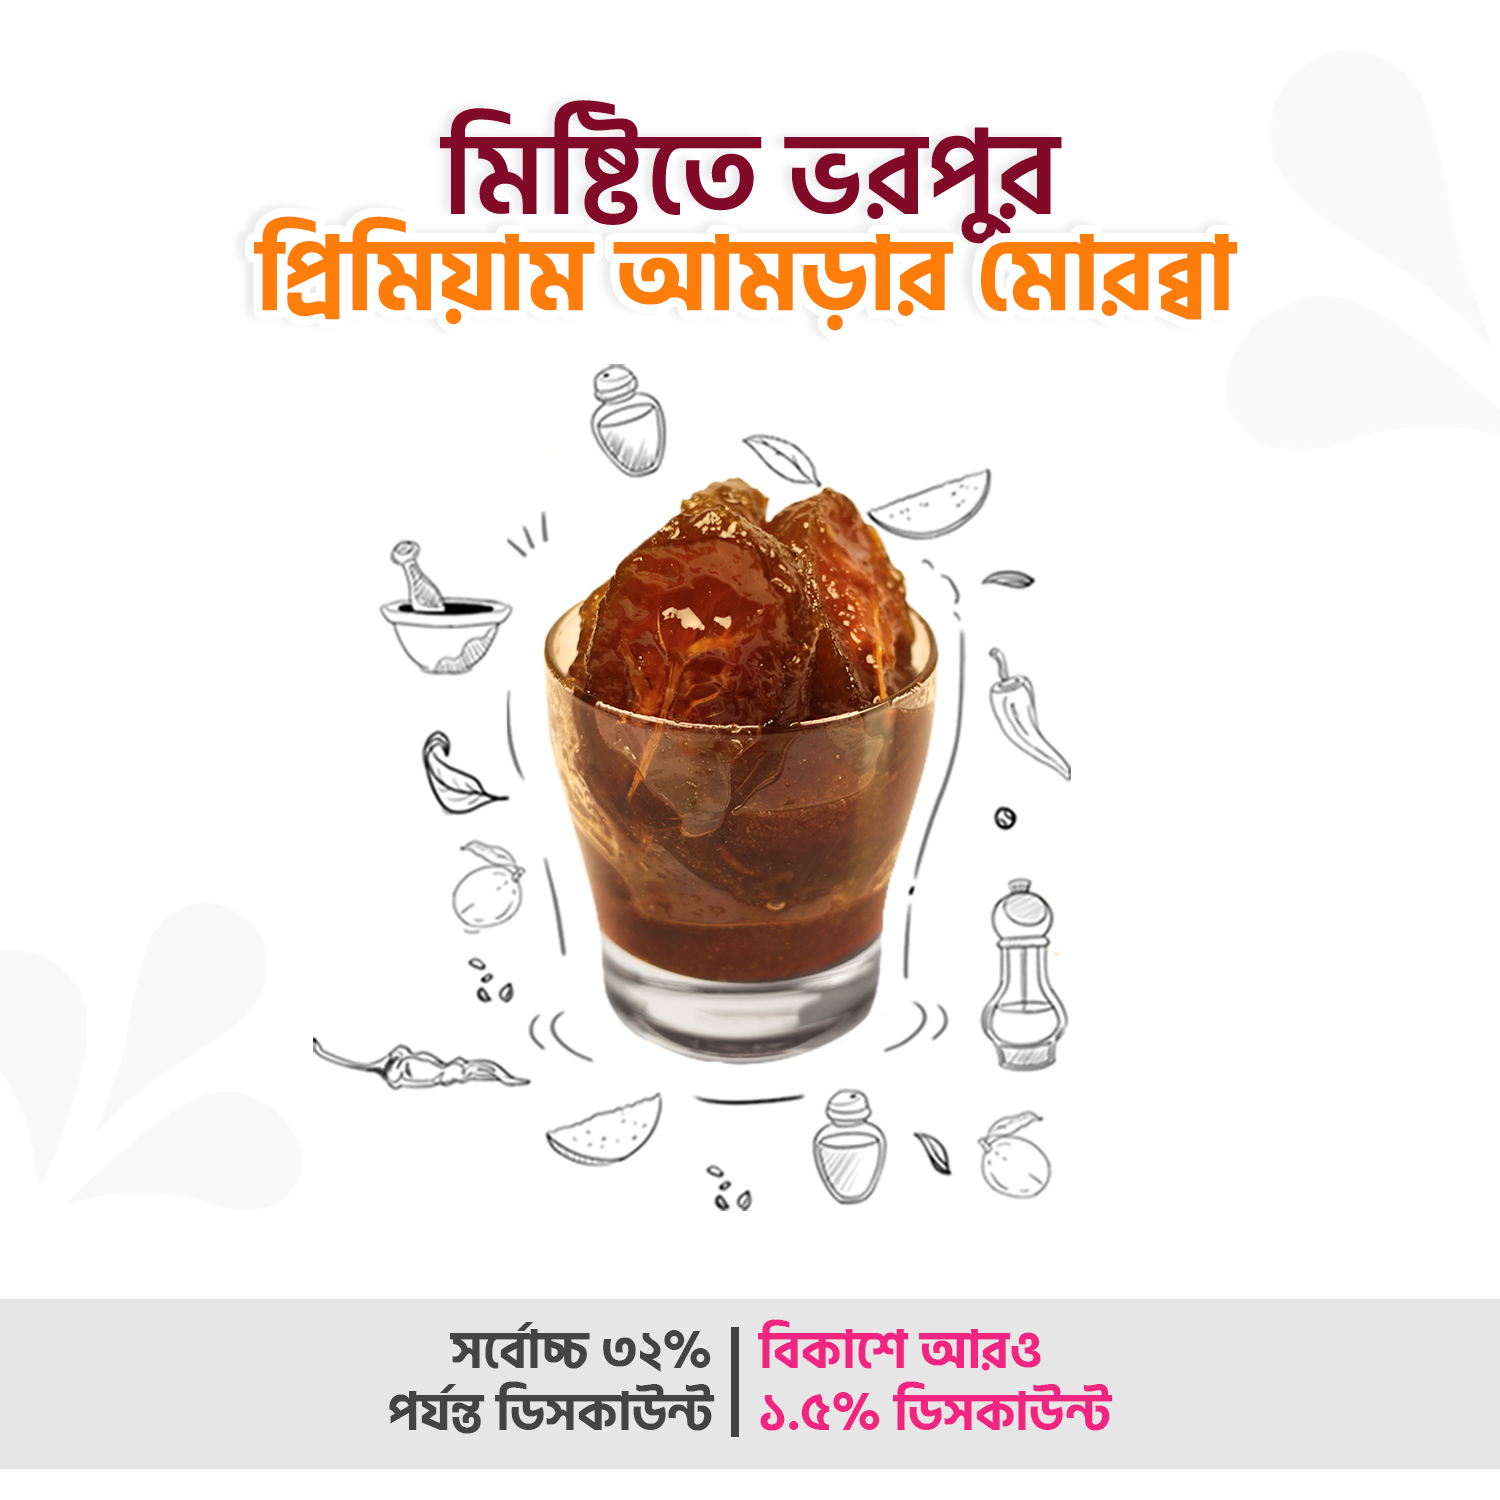 মিষ্টিতে ভরপুর
প্রিমিয়াম আমড়ার মোরব্বা
সর্বোচ্চ ৩২%
পর্যন্ত ডিসকাউন্ট
বিকাশে আরও
১.৫% ডিসকাউন্ট